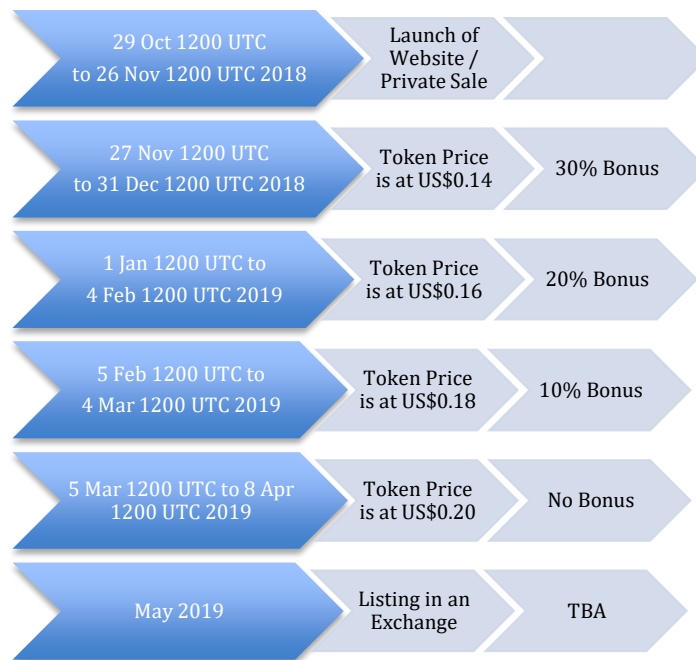 29 Oct 1200 UTC
to 26 Nov 1200 UTC 2018
Launch of
Website /
Private Sale
27 Nov 1200 UTC
to 31 Dec 1200 UTC 2018
Token Price
is at US$0.14
30% Bonus
1 Jan 1200 UTC to
4 Feb 1200 UTC 2019
Token Price
is at US$0.16
20% Bonus
5 Feb 1200 UTC to
4 Mar 1200 UTC 2019
Token Price
is at US$0.18
10% Bonus
5 Mar 1200 UTC to 8 Apr
1200 UTC 2019
Token Price
is at US$0.20
No Bonus
May 2019
Listing in an
Exchange
TBA